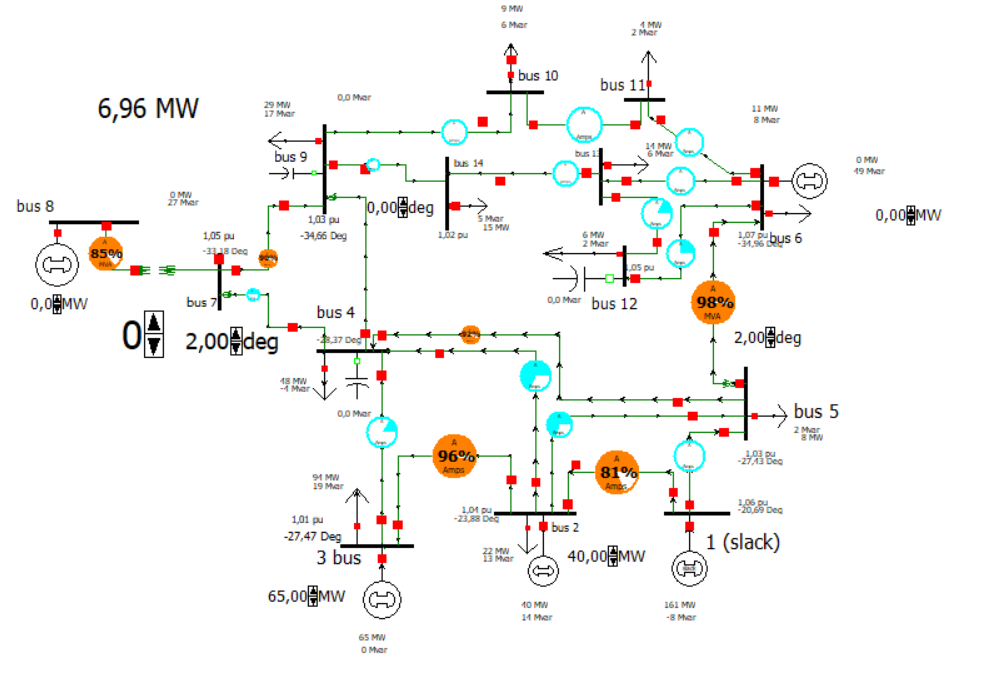 9 MW
6 Mvar
4 MW
2 Mvar
bus 10
bus 11
6,96 MW
29 MW
17 Mvar
0,0 Mvar
11 MW
8 Mvar
A
A
Amps
A
Amps
bus 9
bus 14
14 MW
6 Mvar
0 MW
49 Mvar
A
A
0 MW
27 Mvar
bus 8
0,00 deg
5 Mvar
15 MW
A
0,00 MW
1,03 pu
-34,66 Deg
1,02 pu
6 MW
2 Mvar
1,07 pu
-34,96 Deg
bus 6
1,05 pu
-33,18 Deg
A
85%
MVA
A
1,05 pu
0,0 Mvar
bus 12
0,0 MW
bus 7
bus 4
A
98%
MVA
0
2,00 deg
-28,37 Deg
2,00 deg
A
Amps
48 MW
-4 Mvar
0,0 Mvar
bus 5
2 Mvar
8 MW
A
Amps
A
96%
Amps
A
81%
Amps
A
Amps
1,03 pu
-27,43 Deg
94 MW
19 Mvar
1,04 pu
-23,88 Deg
1,06 pu
-20,69 Deg
1,01 pu
-27,47 Deg
bus 2
1 (slack)
3 bus
22 MW
13 Mvar
40,00 MW
65,00 MW
40 MW
14 Mvar
161 MW
-8 Mvar
65 MW
0 Mvar